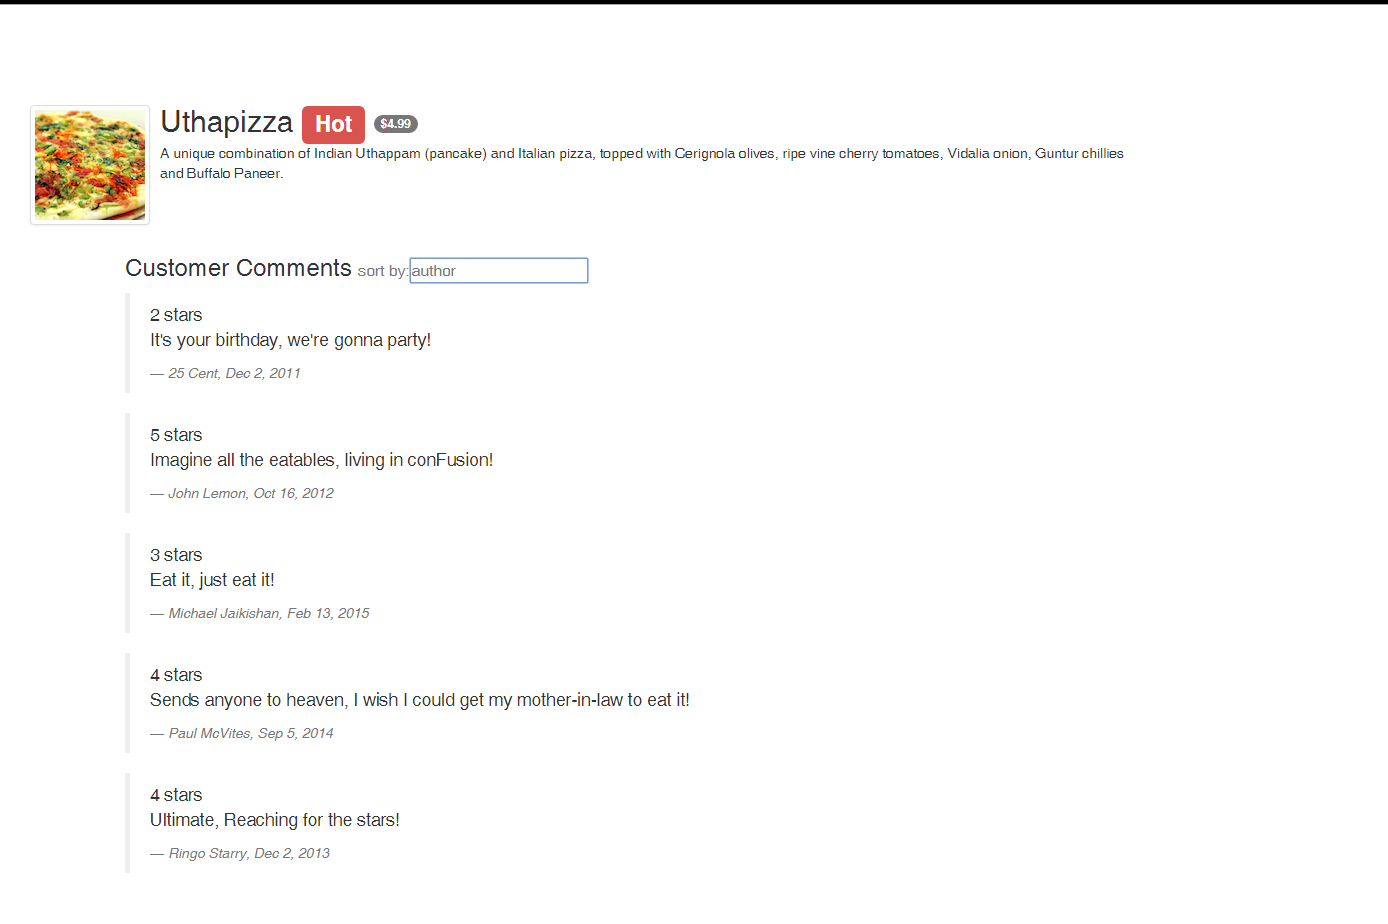 Uthapizza Hot $4.99
A unique combination of Indian Uthappam (pancake) and Italian pizza, topped with Cerignola olives, ripe vine cherry tomatoes, Vidalia onion, Guntur chillies
and Buffalo Paneer.
Customer Comments sort by:author
2 stars
It's your birthday, we're gonna party!
— 25 Cent, Dec 2, 2011
5 stars
Imagine all the eatables, living in conFusion!
— John Lemon, Oct 16, 2012
3 stars
Eat it, just eat it!
— Michael Jaikishan, Feb 13, 2015
4 stars
Sends anyone to heaven, I wish I could get my mother-in-law to eat it!
— Paul McVites, Sep 5, 2014
4 stars
Ultimate, Reaching for the stars!
— Ringo Starry, Dec 2, 2013